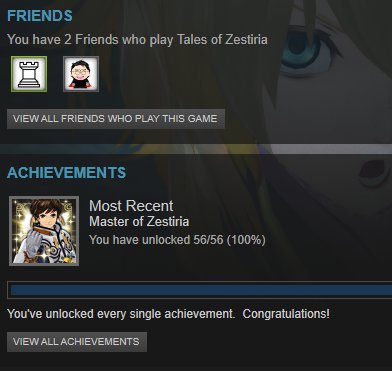 FRIENDS
You have 2 Friends who play Tales of Zestiria
VIEW ALL FRIENDS WHO PLAY THIS GAME
ACHIEVEMENTS
Most Recent
Master of Zestiria
You have unlocked 56/56 (100%)
You've unlocked every single achievement.  Congratulations!
VIEW ALL ACHIEVEMENTS